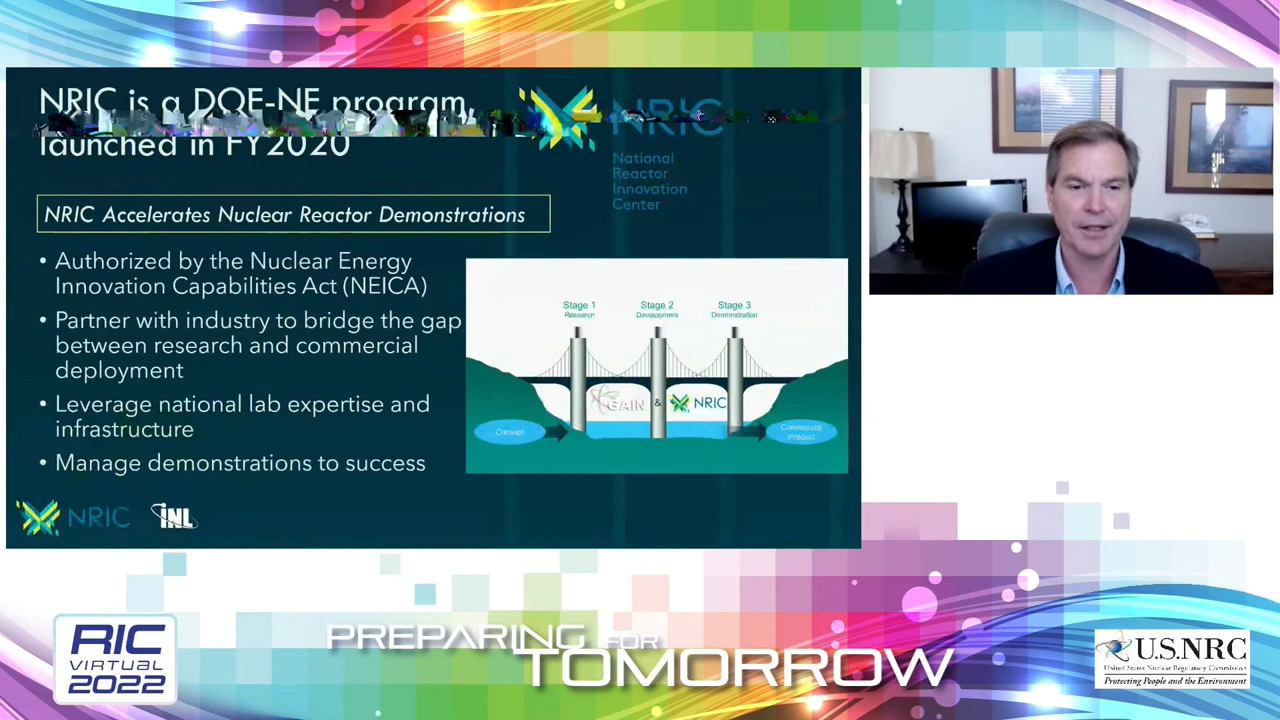 NRIC is a DOE-NE program,
launched in FY2020
NRIC
National
Reactor
Innovation
Center
NRIC Accelerates Nuclear Reactor Demonstrations
• Authorized by the Nuclear Energy
Innovation Capabilities Act (NEICA)
• Partner with industry to bridge the gap
between research and commercial
deployment
• Leverage national lab expertise and
infrastructure
• Manage demonstrations to success
Stage 1
Research
Stage 2
Development
Stage 3
Demonstration
GAIN & NRIC
Concept
Commercial
Product
NRIC
INL
RIC
VIRTUAL
2022
PREPARING FOR
TOMORROW
U.S.NRC
United States Nuclear Regulatory Commission
Protecting People and the Environment